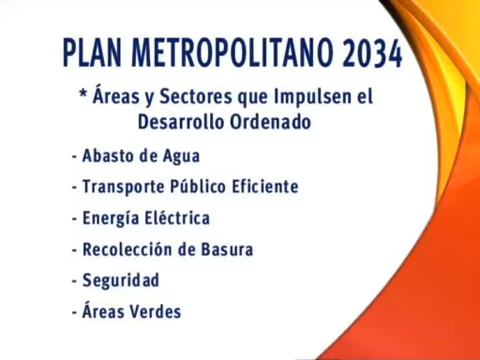 PLAN METROPOLITANO 2034
* Áreas y Sectores que Impulsen el
Desarrollo Ordenado
- Abasto de Agua
- Transporte Público Eficiente
- Energía Eléctrica
- Recolección de Basura
- Seguridad
- Áreas Verdes